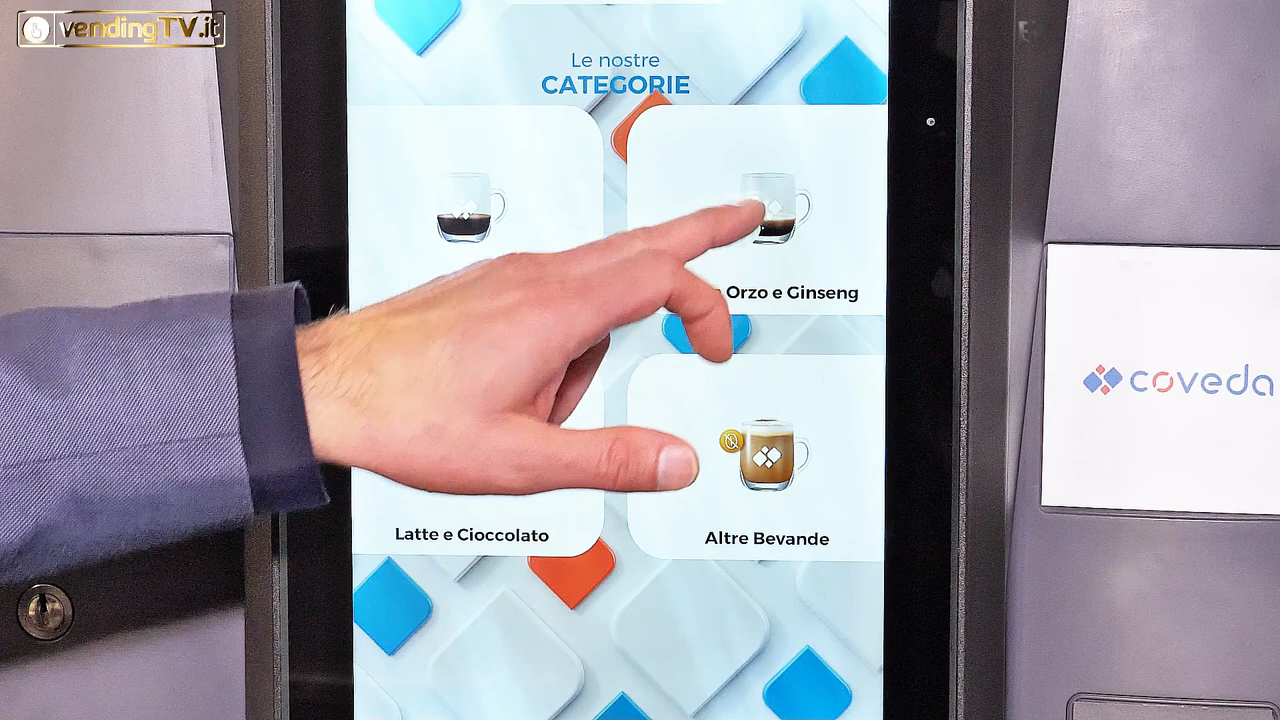 vendingTV.it
Le nostre
CATEGORIE
Orzo e Ginseng
coveda
Latte e Cioccolato
Altre Bevande